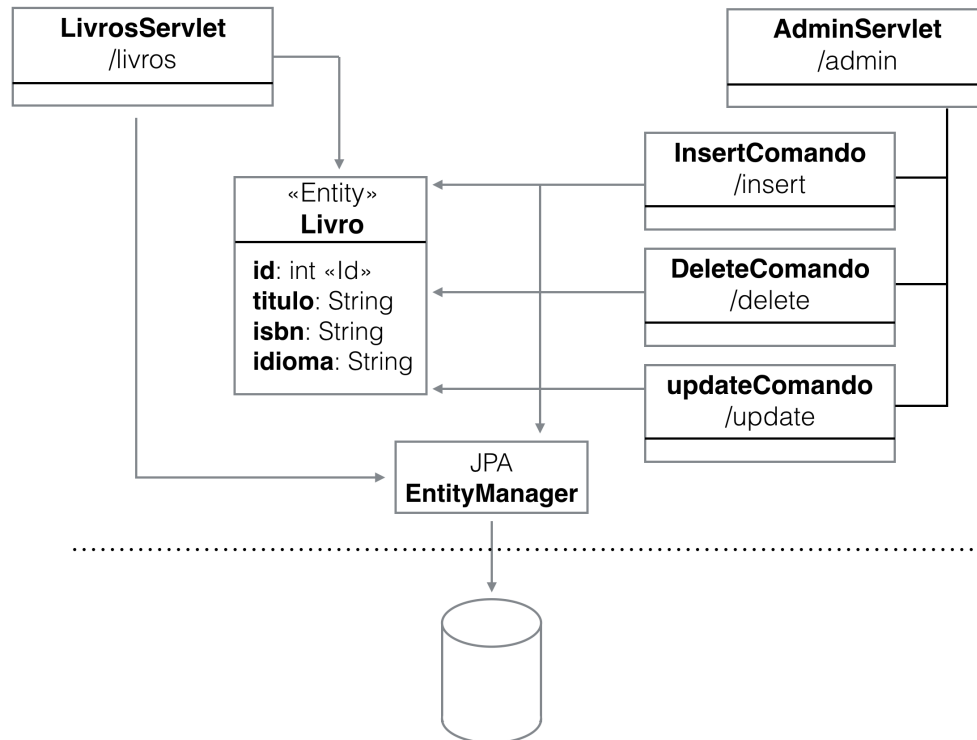 LivrosServlet
/livros
AdminServlet
/admin
InsertComando
/insert
«Entity»
Livro
id: int «Id»
titulo: String
isbn: String
idioma: String
DeleteComando
/delete
updateComando
/update
JPA
EntityManager